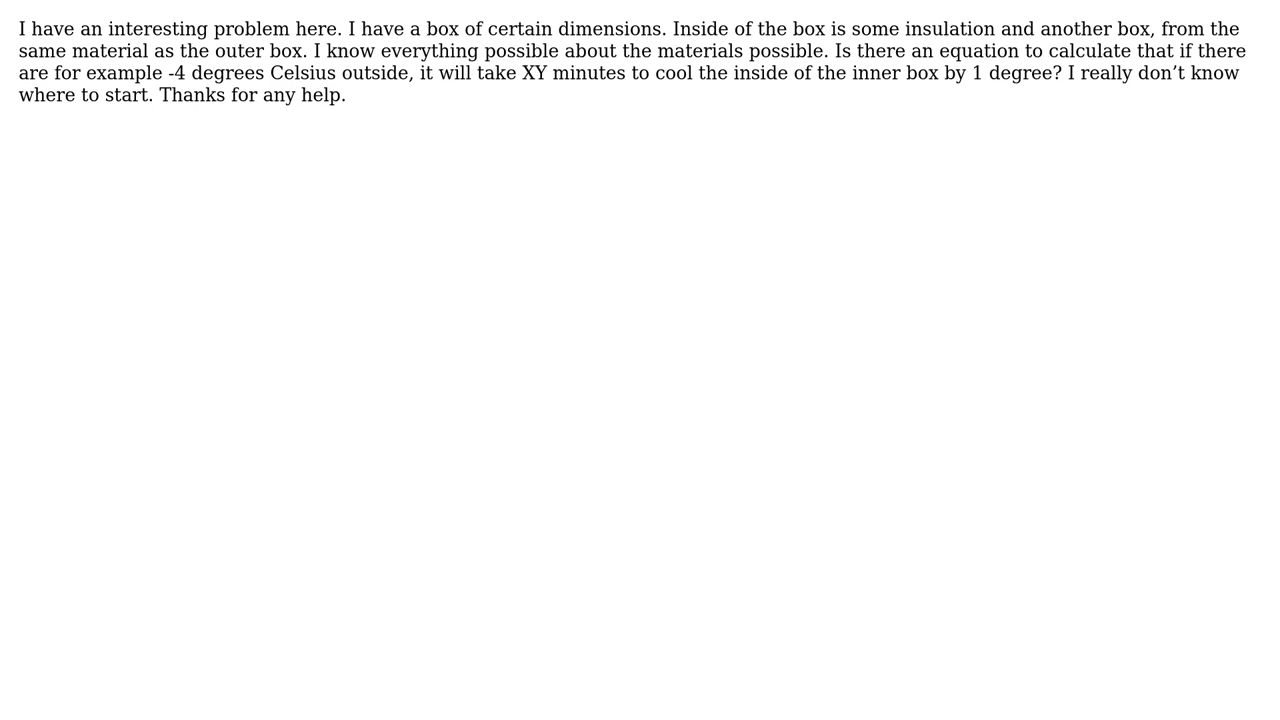 I have an interesting problem here. I have a box of certain dimensions. Inside of the box is some insulation and another box, from the
same material as the outer box. I know everything possible about the materials possible. Is there an equation to calculate that if there
are for example -4 degrees Celsius outside, it will take XY minutes to cool the inside of the inner box by 1 degree? I really don’t know
where to start. Thanks for any help.